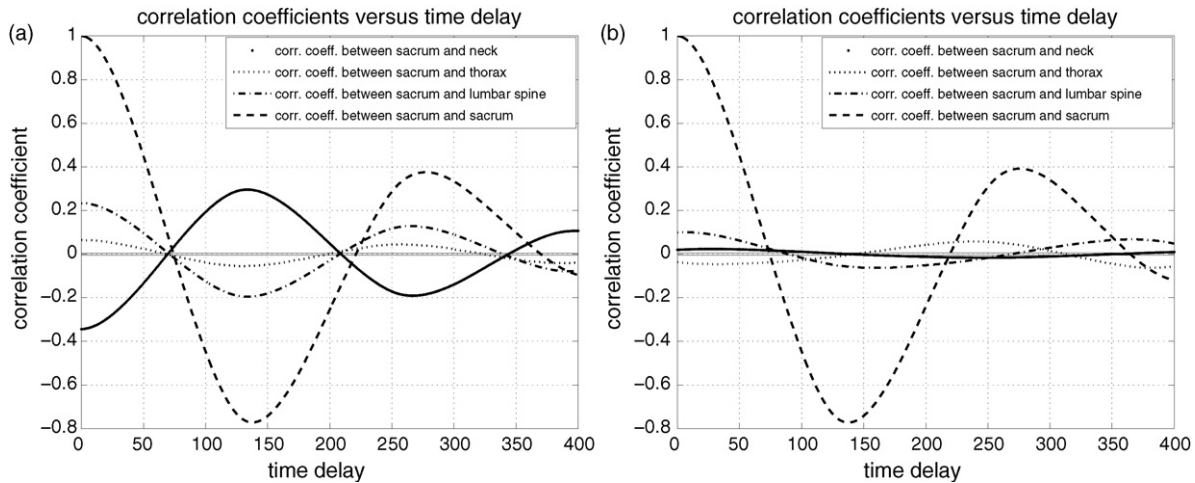 correlation coefficients versus time delay
(a)
corr. coeff. between sacrum and neck
corr. coeff. between sacrum and thorax
corr. coeff. between sacrum and lumbar spine
corr. coeff. between sacrum and sacrum
correlation coefficient
1
0.8
0.6
0.4
0.2
0
−0.2
−0.4
−0.6
−0.8
0 50 100 150 200 250 300 350 400
time delay
correlation coefficients versus time delay
(b)
corr. coeff. between sacrum and neck
corr. coeff. between sacrum and thorax
corr. coeff. between sacrum and lumbar spine
corr. coeff. between sacrum and sacrum
correlation coefficient
1
0.8
0.6
0.4
0.2
0
−0.2
−0.4
−0.6
−0.8
0 50 100 150 200 250 300 350 400
time delay